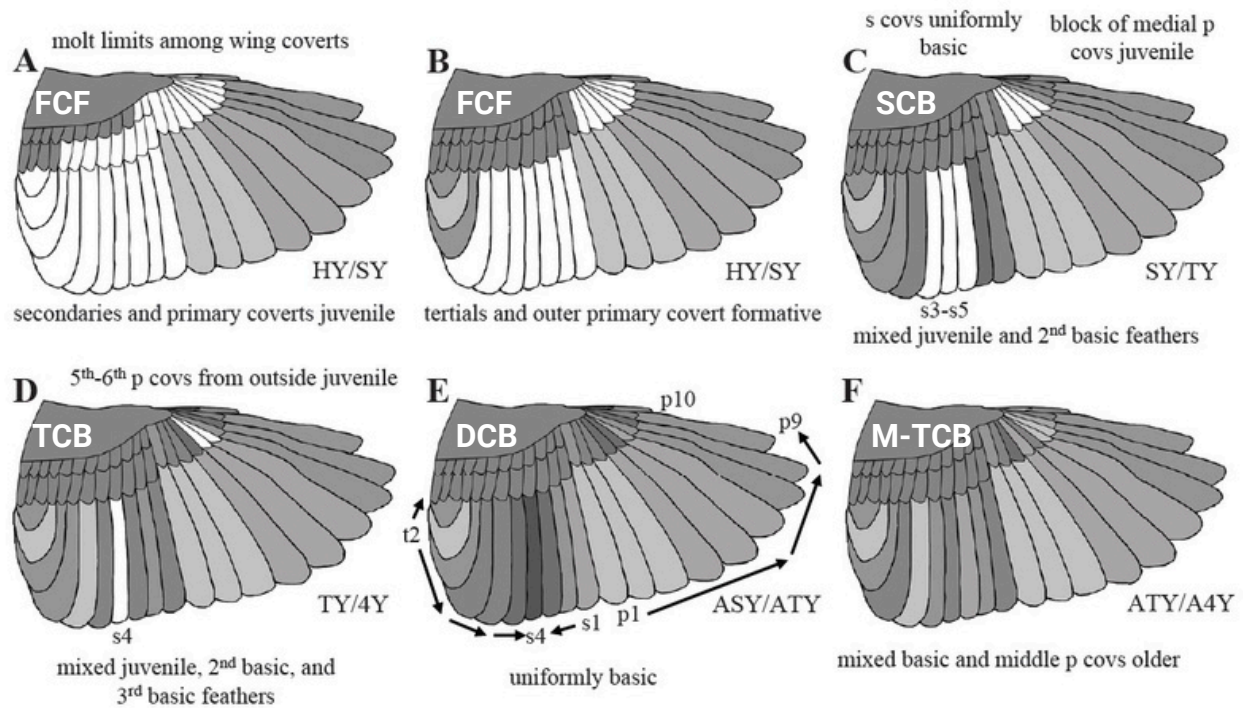 A
molt limits among wing coverts
FCF
HY/SY
secondaries and primary coverts juvenile
B
FCF
HY/SY
tertials and outer primary covert formative
C
s covs uniformly
basic
block of medial p
covs juvenile
SCB
SY/TY
s3-s5
mixed juvenile and 2nd basic feathers
D
5th-6th p covs from outside juvenile
TCB
TY/4Y
s4
mixed juvenile, 2nd basic, and
3rd basic feathers
E
DCB
p10
p9
t2
s4
s1
p1
ASY/ATY
uniformly basic
F
M-TCB
ATY/A4Y
mixed basic and middle p covs older